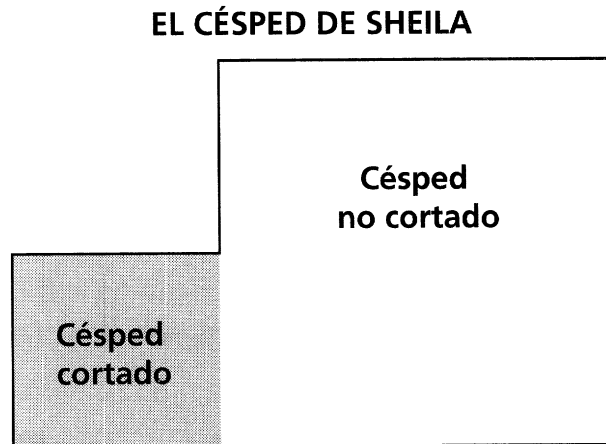 EL CÉSPED DE SHEILA
Césped
no cortado
Césped
cortado